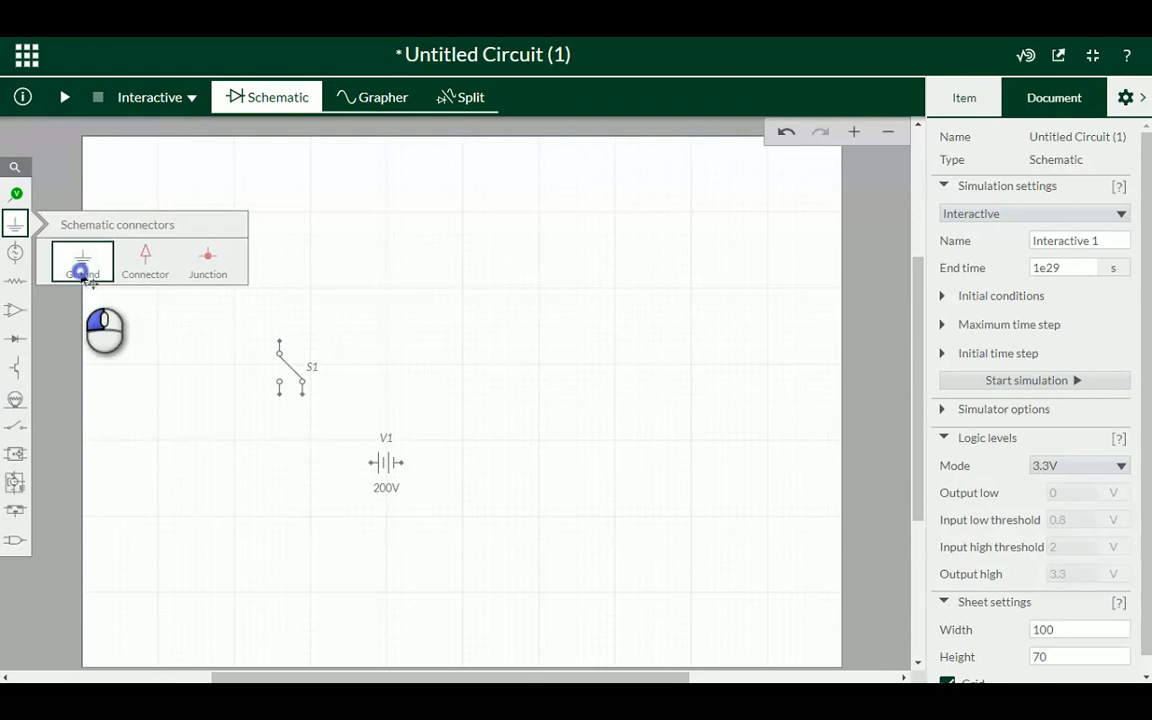 *Untitled Circuit (1)
?
Interactive
Schematic
Grapher
Split
Item
Document
Name
Untitled Circuit (1)
Type
Schematic
Simulation settings
[?]
Interactive
Name
Interactive 1
End time
1e29
s
Initial conditions
Maximum time step
Initial time step
Start simulation
Simulator options
Logic levels
[?]
Mode
3.3V
Output low
0
V
Input low threshold
0.8
V
Input high threshold
2
V
Output high
3.3
V
Sheet settings
[?]
Width
100
Height
70
Schematic connectors
Connector
Junction
S1
V1
200V